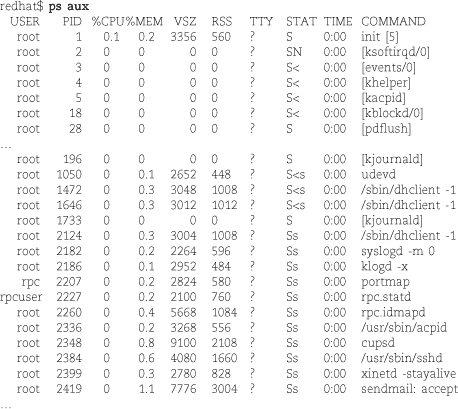 redhat$ ps aux
USER PID %CPU %MEM VSZ RSS TTY STAT TIME COMMAND
root 1 0.1 0.2 3356 560 ? S 0:00 init [5]
root 2 0 0 0 0 ? SN 0:00 [ksoftirqd/0]
root 3 0 0 0 0 ? S< 0:00 [events/0]
root 4 0 0 0 0 ? S< 0:00 [khelper]
root 5 0 0 0 0 ? S< 0:00 [kacpid]
root 18 0 0 0 0 ? S< 0:00 [kblockd/0]
root 28 0 0 0 0 ? S 0:00 [pdflush]
...
root 196 0 0 0 0 ? S 0:00 [kjournald]
root 1050 0 0.1 2652 448 ? S<s 0:00 udevd
root 1472 0 0.3 3048 1008 ? S<s 0:00 /sbin/dhclient -1
root 1646 0 0.3 3012 1012 ? S<s 0:00 /sbin/dhclient -1
root 1733 0 0 0 0 ? S 0:00 [kjournald]
root 2124 0 0.3 3004 1008 ? Ss 0:00 /sbin/dhclient -1
root 2182 0 0.2 2264 596 ? Ss 0:00 syslogd -m 0
root 2186 0 0.1 2952 484 ? Ss 0:00 klogd -x
rpc 2207 0 0.2 2824 580 ? Ss 0:00 portmap
rpcuser 2227 0 0.2 2100 760 ? Ss 0:00 rpc.statd
root 2260 0 0.4 5668 1084 ? Ss 0:00 rpc.idmapd
root 2336 0 0.2 3268 556 ? Ss 0:00 /usr/sbin/acpid
root 2348 0 0.8 9100 2108 ? Ss 0:00 cupsd
root 2384 0 0.6 4080 1660 ? Ss 0:00 /usr/sbin/sshd
root 2399 0 0.3 2780 828 ? Ss 0:00 xinetd -stayalive
root 2419 0 1.1 7776 3004 ? Ss 0:00 sendmail: accept
...